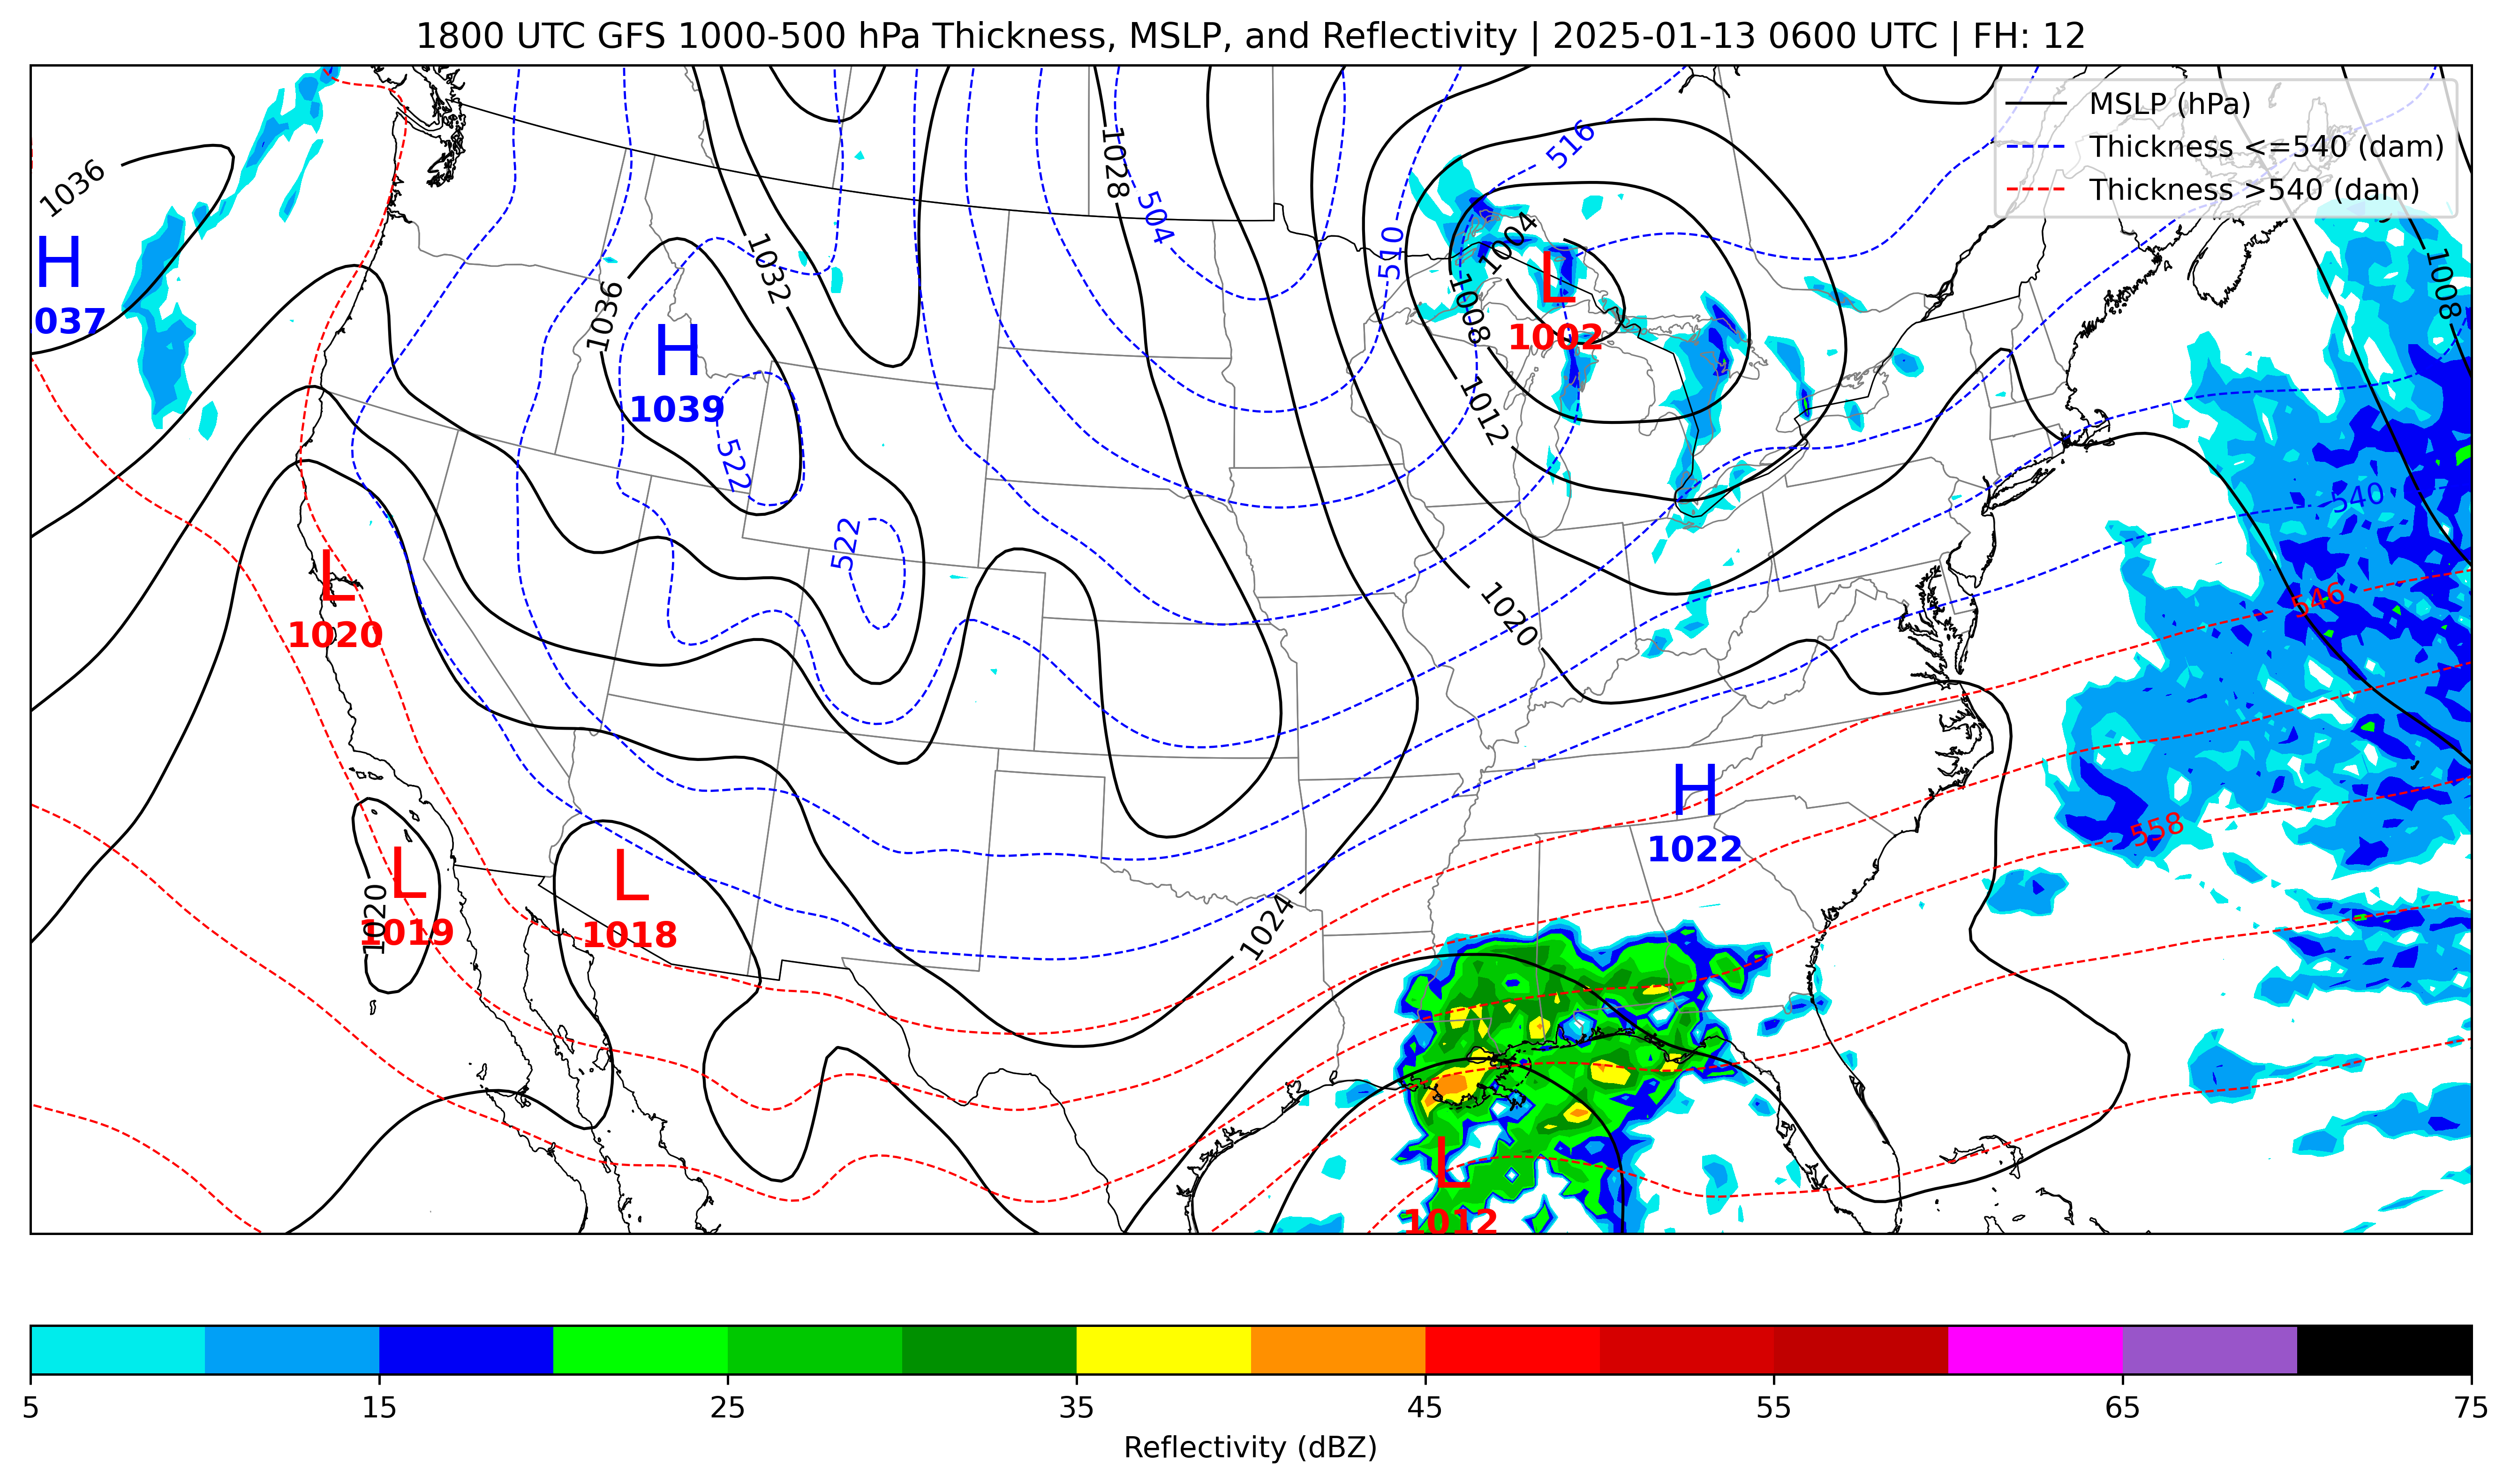 1800 UTC GFS 1000-500 hPa Thickness, MSLP, and Reflectivity | 2025-01-13 0600 UTC | FH: 12
MSLP (hPa)
Thickness <=540 (dam)
Thickness >540 (dam)
1036
1028
504
516
510
1004
1008
1008
H
037
1032
1036
H
1039
L
1002
1012
522
522
540
546
L
1020
1020
H
1022
558
L
1019
1020
L
1018
1024
L
1012
5
15
25
35
45
55
65
75
Reflectivity (dBZ)